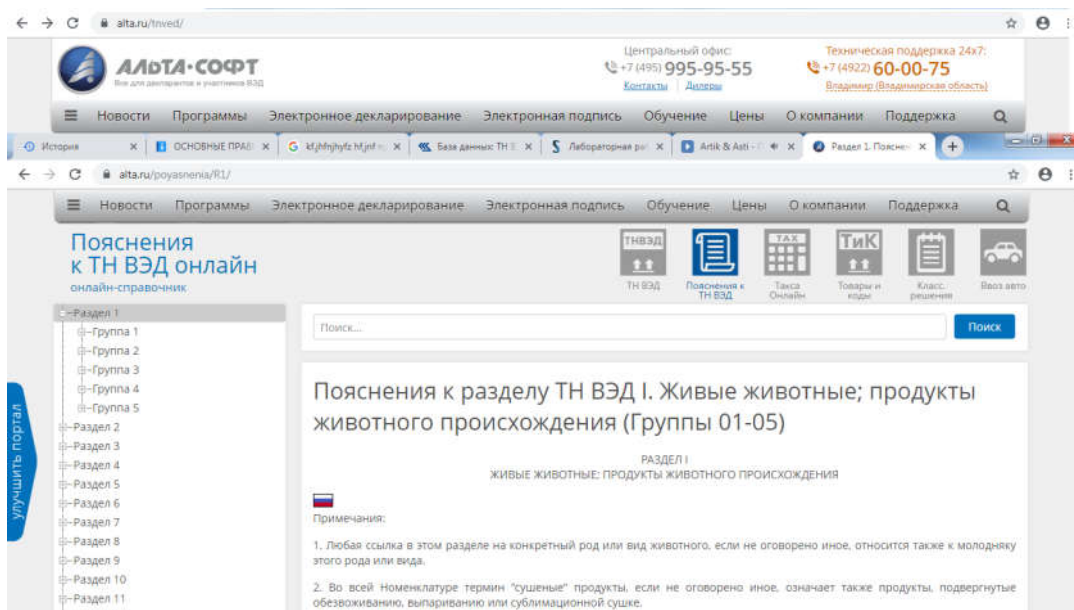 alta.ru/tnved/
АЛЬТА·СОФТ
Все для декларантов и участников ВЭД
Центральный офис:
+7 (495) 995-95-55
Контакты Дилеры
Техническая поддержка 24x7:
+7 (4922) 60-00-75
Владимир (Владимирская область)
Новости Программы Электронное декларирование Электронная подпись Обучение Цены О компании Поддержка
История ОСНОВНЫЕ ПРАВ База данных: ТН Лабораторная ра Artik & Asti - Раздел 1. Поясне
alta.ru/poyasnenia/R1/
Новости Программы Электронное декларирование Электронная подпись Обучение Цены О компании Поддержка
Пояснения
к ТН ВЭД онлайн
онлайн-справочник
ТНВЭД
ТН ВЭД
Пояснения к
ТН ВЭД
TAX
Такса
Онлайн
ТиК
Товары и
коды
Класс.
решения
Ввоз авто
Раздел 1
Группа 1
Группа 2
Группа 3
Группа 4
Группа 5
Раздел 2
Раздел 3
Раздел 4
Раздел 5
Раздел 6
Раздел 7
Раздел 8
Раздел 9
Раздел 10
Раздел 11
улучшить портал
Поиск...
Поиск
Пояснения к разделу ТН ВЭД I. Живые животные; продукты
животного происхождения (Группы 01-05)
РАЗДЕЛ I
ЖИВЫЕ ЖИВОТНЫЕ; ПРОДУКТЫ ЖИВОТНОГО ПРОИСХОЖДЕНИЯ
Примечания:
1. Любая ссылка в этом разделе на конкретный род или вид животного, если не оговорено иное, относится также к молодняку
этого рода или вида.
2. Во всей Номенклатуре термин "сушеные" продукты, если не оговорено иное, означает также продукты, подвергнутые
обезвоживанию, выпариванию или сублимационной сушке.